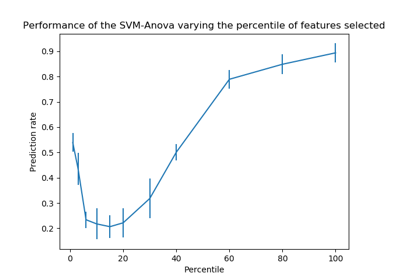 Performance of the SVM-Anova varying the percentile of features selected
0.9
0.8
0.7
0.6
0.5
0.4
0.3
0.2
Prediction rate
0 20 40 60 80 100
Percentile